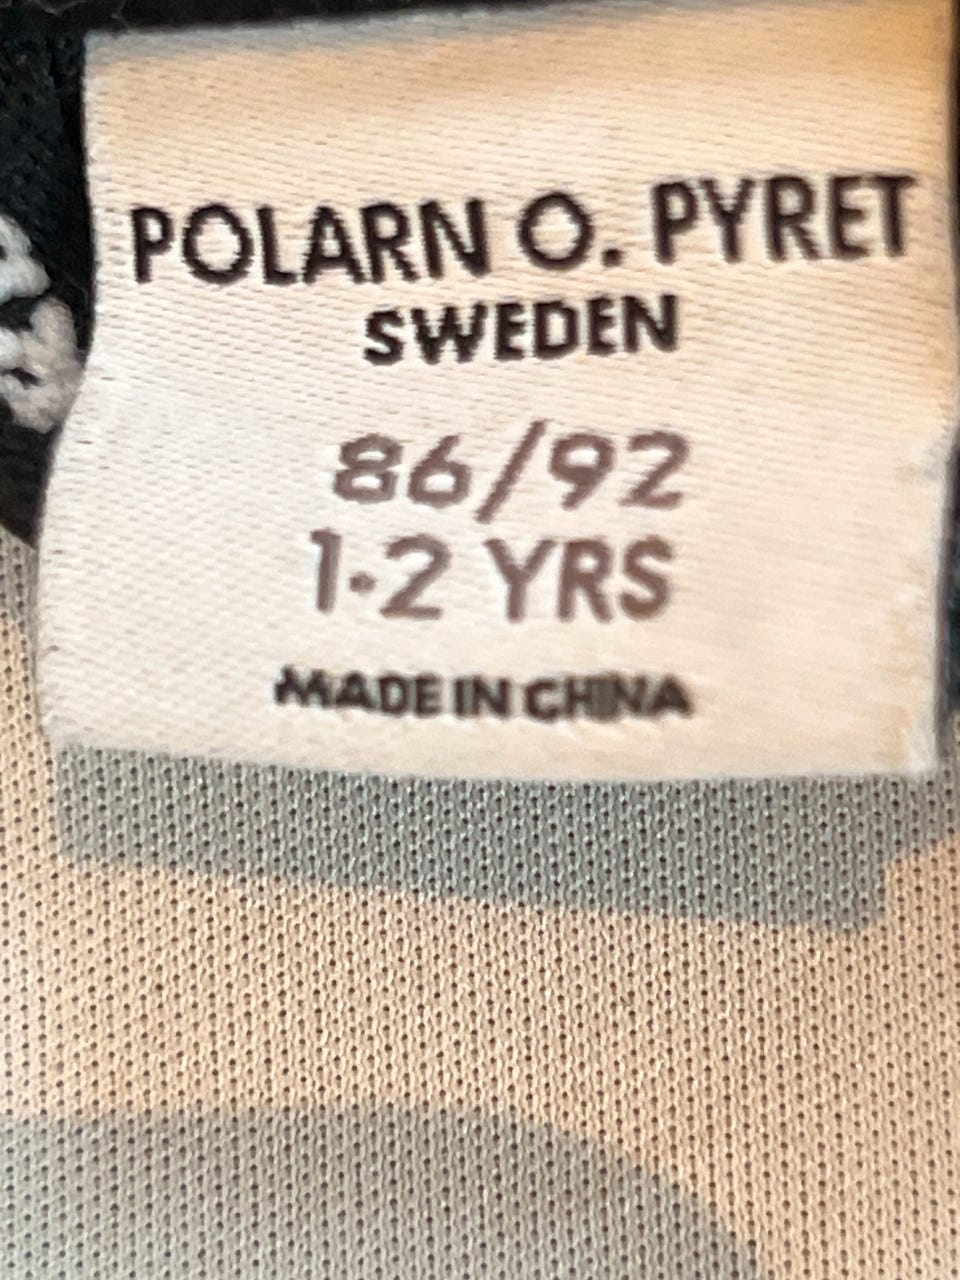 POLARN O. PYRET
SWEDEN
86/92
1-2 YRS
MADE IN CHINA